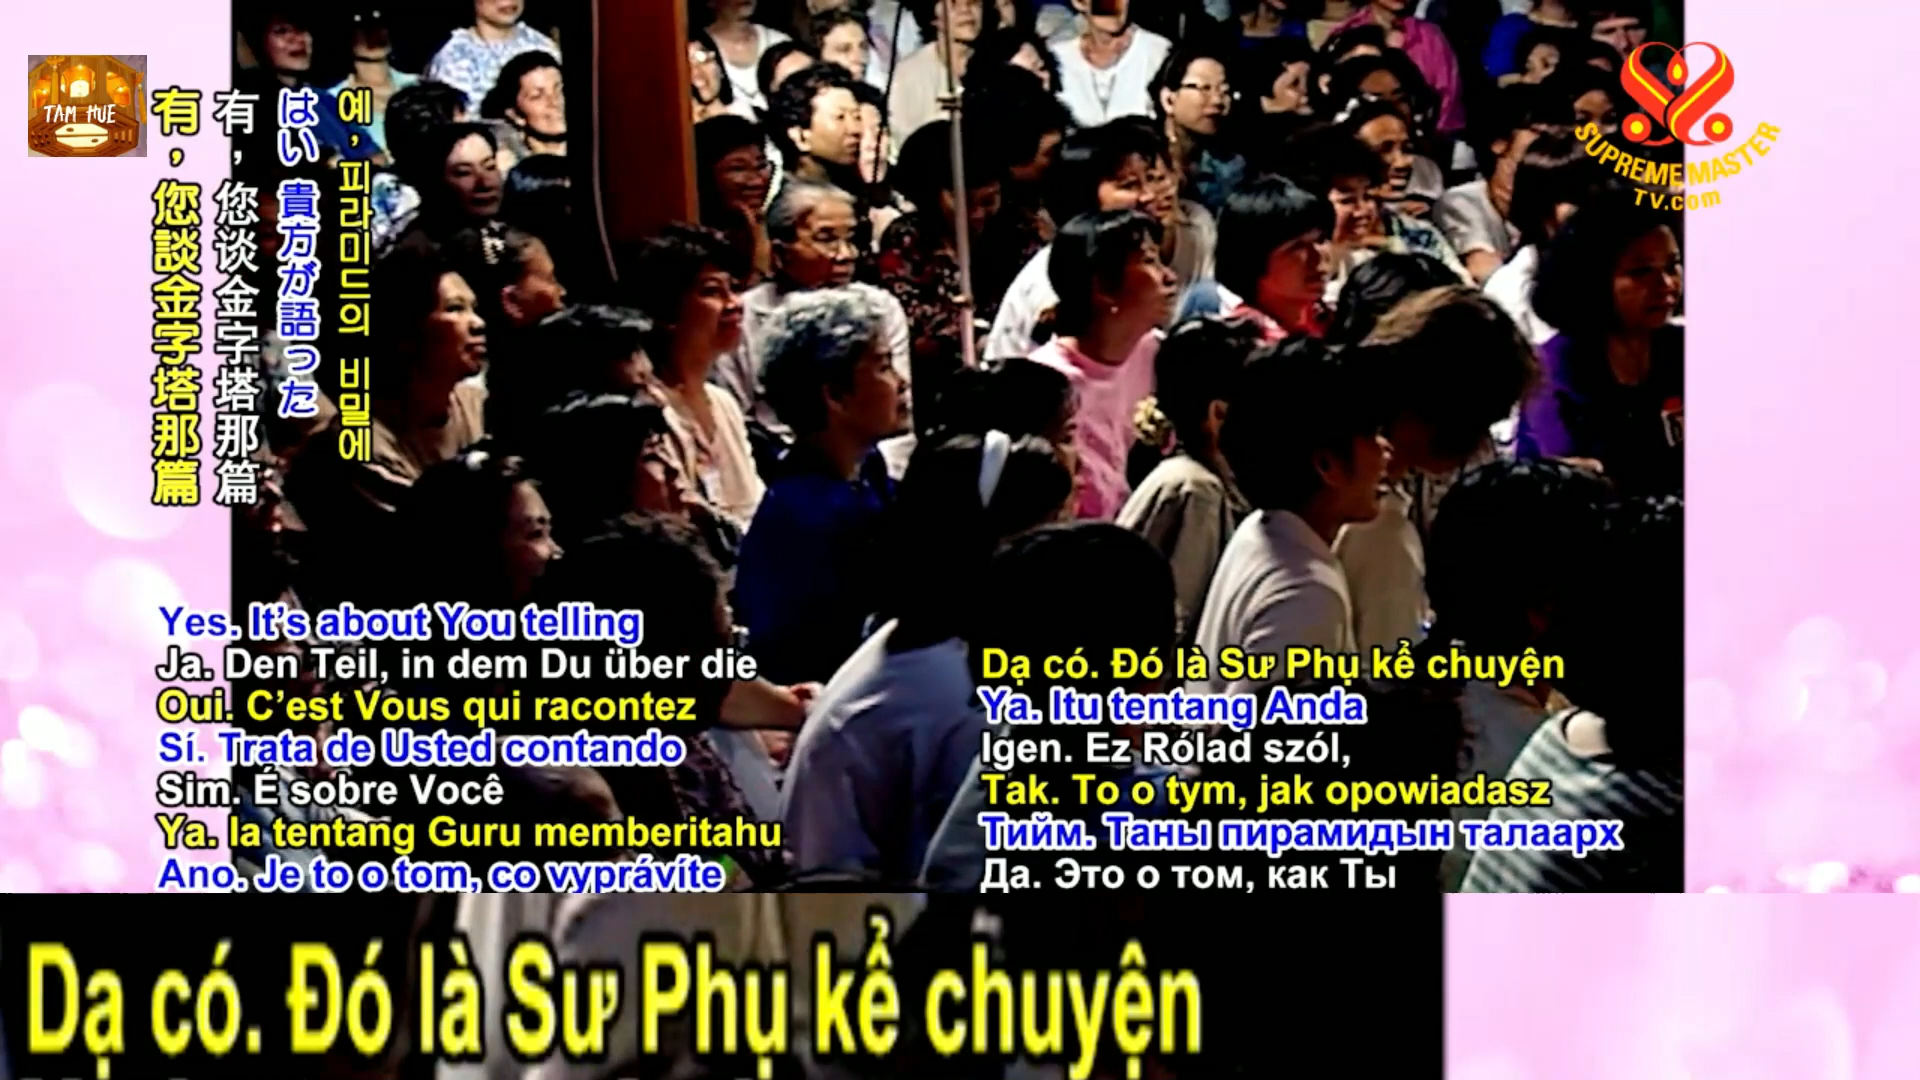 TAM HUE
有，您談金字塔那篇
有，您谈金字塔那篇
はい 貴方が語った
예, 피라미드의 비밀에
SUPREME MASTER
TV.com
Yes. It's about You telling
Ja. Den Teil, in dem Du über die
Oui. C'est Vous qui racontez
Sí. Trata de Usted contando
Sim. É sobre Você
Ya. Ia tentang Guru memberitahu
Ano. Je to o tom, co vyprávíte
Dạ có. Đó là Sư Phụ kể chuyện
Ya. Itu tentang Anda
Igen. Ez Rólad szól,
Tak. To o tym, jak opowiadasz
Тийм. Таны пирамидын талаарх
Да. Это о том, как Ты
Dạ có. Đó là Sư Phụ kể chuyện